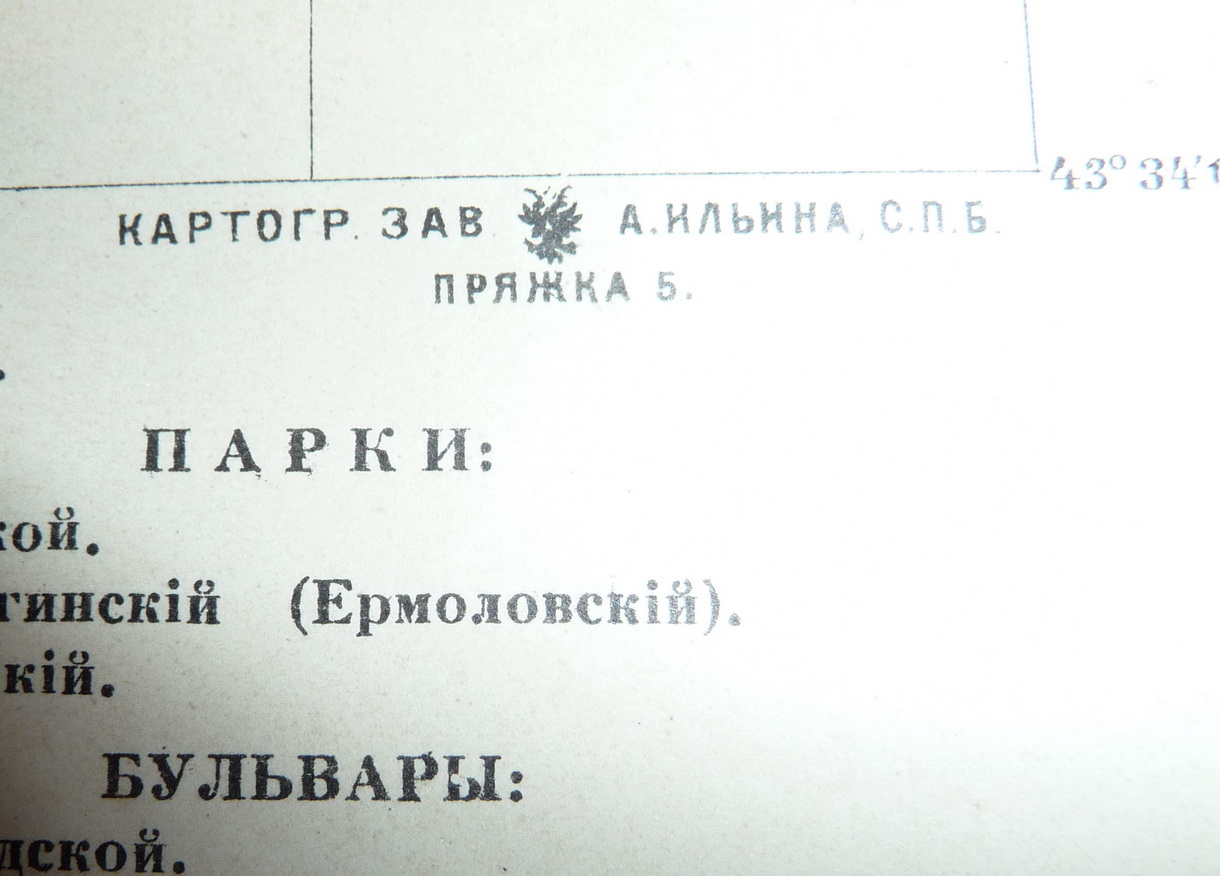 43° 34'
КАРТОГР. ЗАВ. А.ИЛЬИНА, С.П.Б.
ПРЯЖКА 5.
ПАРКИ:
кой.
гинскій (Ермоловскій).
кій.
БУЛЬВАРЫ:
дской.